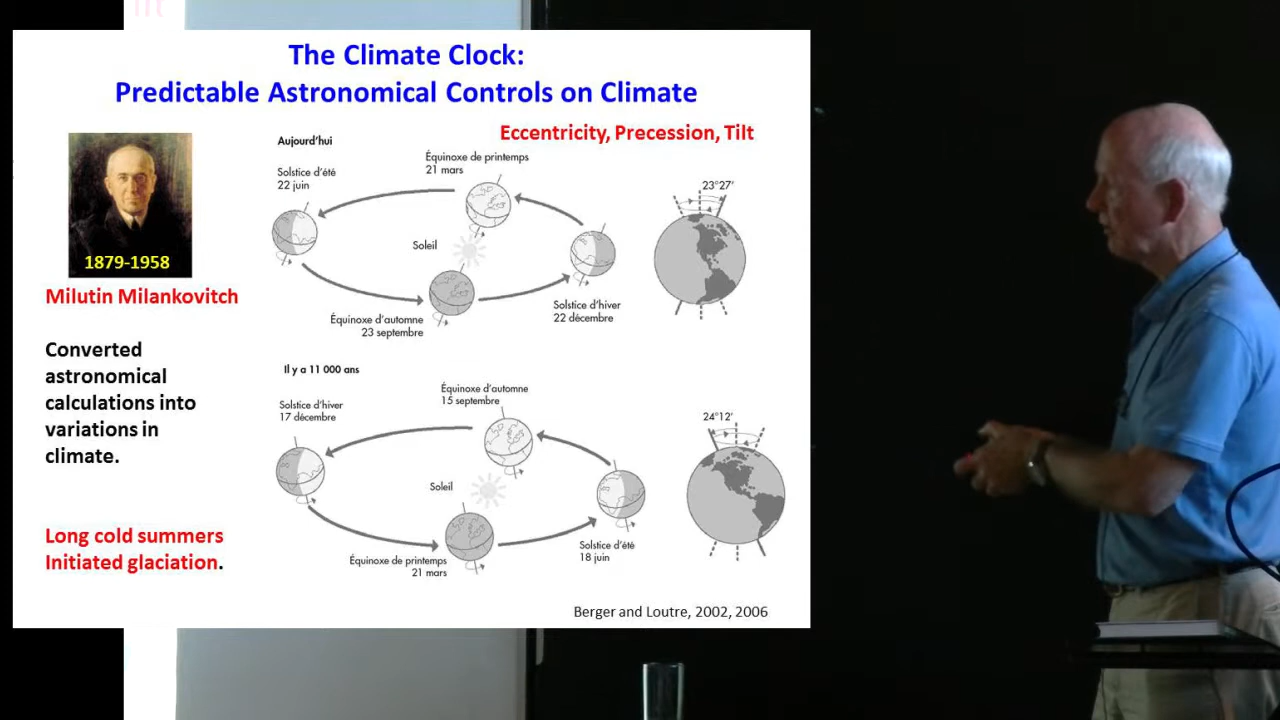 The Climate Clock:
Predictable Astronomical Controls on Climate
Eccentricity, Precession, Tilt
1879-1958
Milutin Milankovitch
Converted
astronomical
calculations into
variations in
climate.
Long cold summers
Initiated glaciation.
Aujourd'hui
Équinoxe de printemps
21 mars
Solstice d'été
22 juin
23°27'
Soleil
Solstice d'hiver
22 décembre
Équinoxe d'automne
23 septembre
Il y a 11 000 ans
Équinoxe d'automne
15 septembre
Solstice d'hiver
17 décembre
24°12'
Soleil
Solstice d'été
18 juin
Équinoxe de printemps
21 mars
Berger and Loutre, 2002, 2006